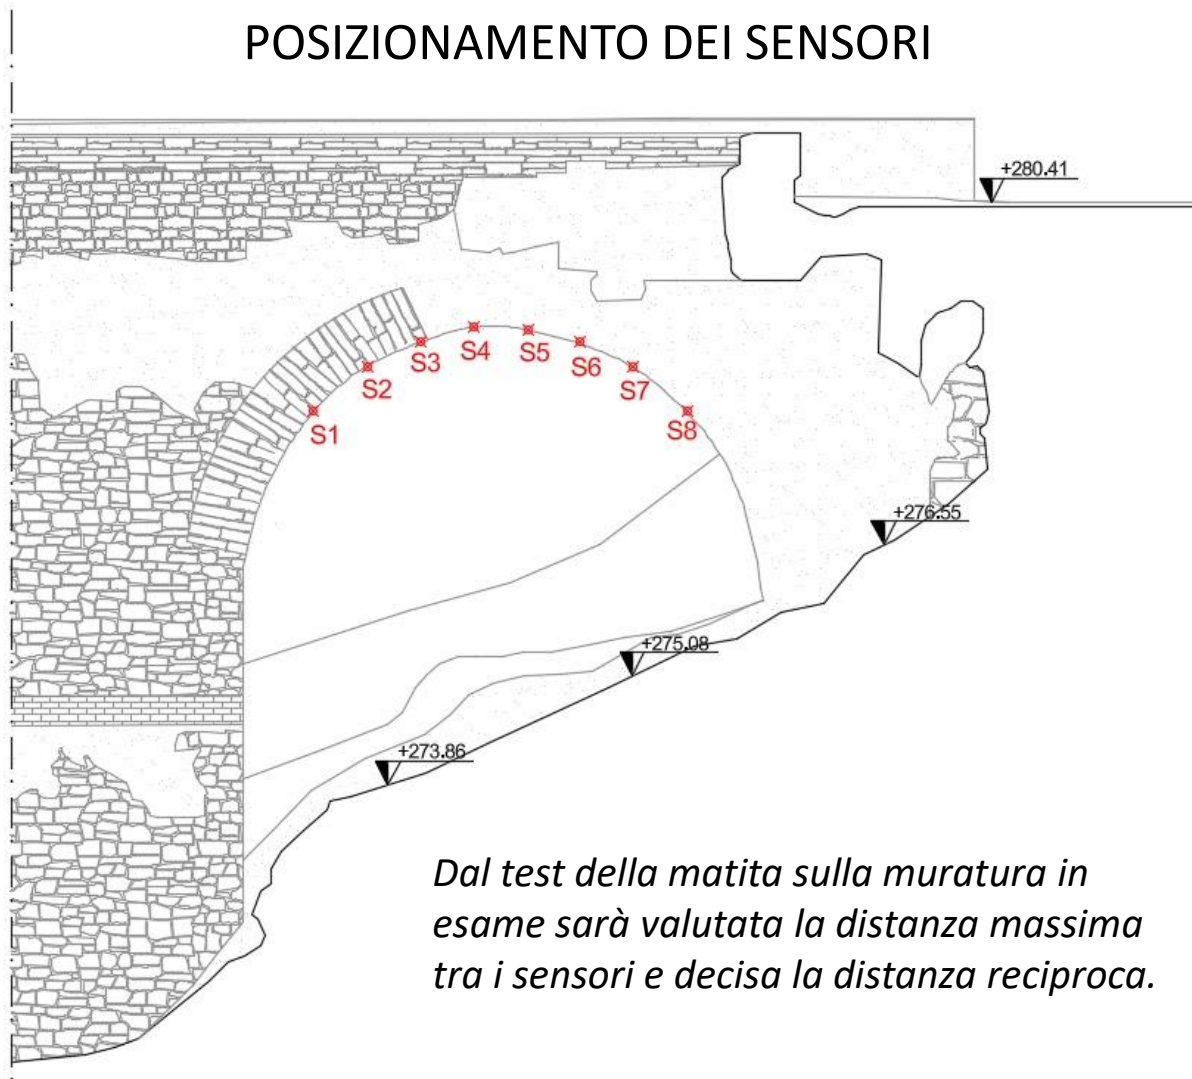 POSIZIONAMENTO DEI SENSORI
+280.41
S4
S5
S3
S6
S2
S7
S1
S8
+276.55
+275.08
+273.86
Dal test della matita sulla muratura in
esame sarà valutata la distanza massima
tra i sensori e decisa la distanza reciproca.